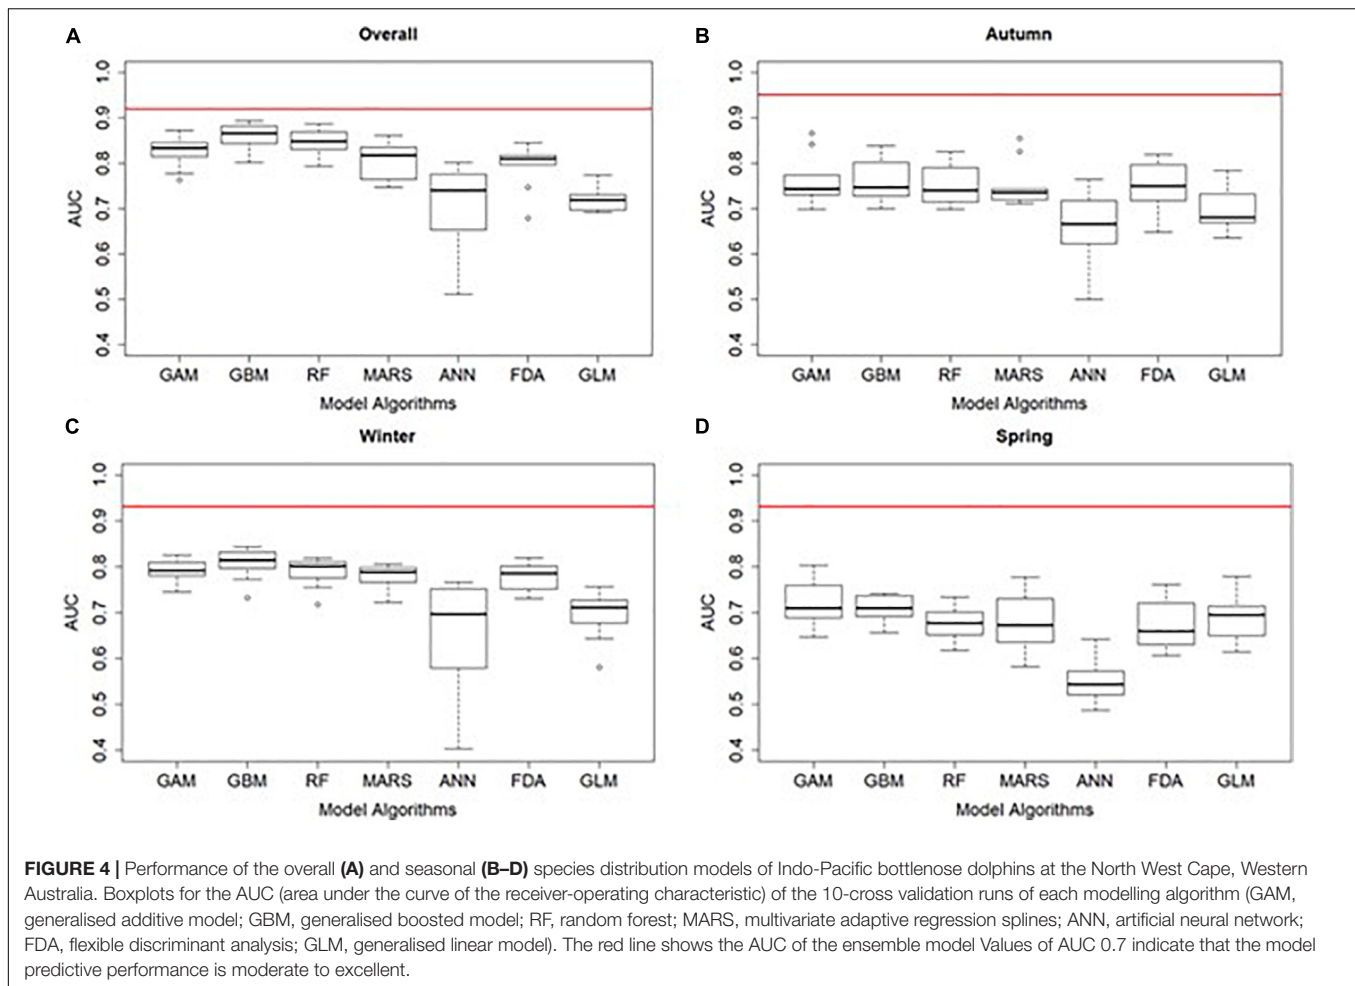 A
Overall
1.0
0.9
0.8
0.7
0.6
0.5
0.4
AUC
GAM GBM RF MARS ANN FDA GLM
Model Algorithms
B
Autumn
1.0
0.9
0.8
0.7
0.6
0.5
0.4
AUC
GAM GBM RF MARS ANN FDA GLM
Model Algorithms
C
Winter
1.0
0.9
0.8
0.7
0.6
0.5
0.4
AUC
GAM GBM RF MARS ANN FDA GLM
Model Algorithms
D
Spring
1.0
0.9
0.8
0.7
0.6
0.5
0.4
AUC
GAM GBM RF MARS ANN FDA GLM
Model Algorithms
FIGURE 4 | Performance of the overall (A) and seasonal (B–D) species distribution models of Indo-Pacific bottlenose dolphins at the North West Cape, Western
Australia. Boxplots for the AUC (area under the curve of the receiver-operating characteristic) of the 10-cross validation runs of each modelling algorithm (GAM,
generalised additive model; GBM, generalised boosted model; RF, random forest; MARS, multivariate adaptive regression splines; ANN, artificial neural network;
FDA, flexible discriminant analysis; GLM, generalised linear model). The red line shows the AUC of the ensemble model Values of AUC 0.7 indicate that the model
predictive performance is moderate to excellent.